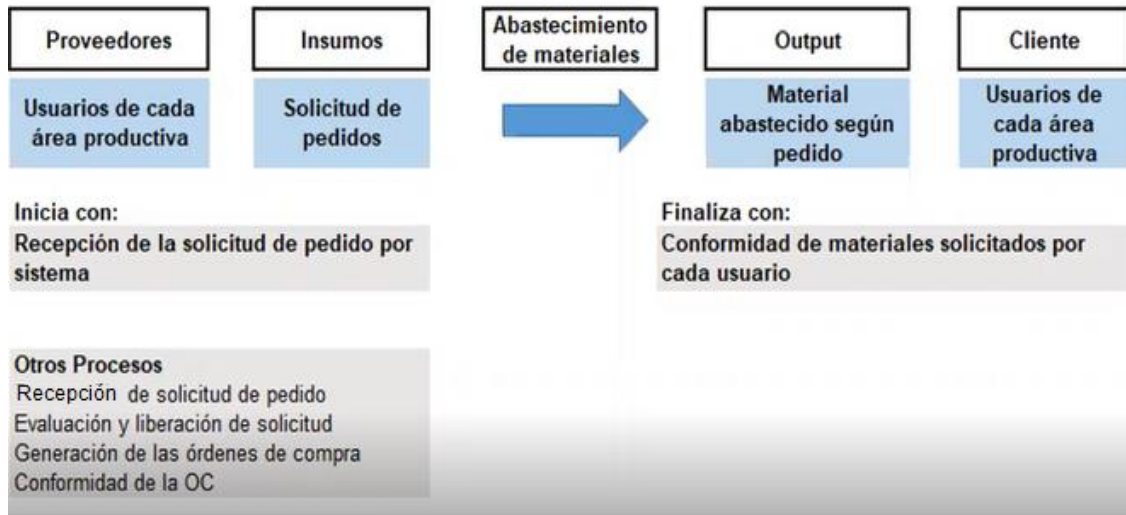 Proveedores
Insumos
Abastecimiento
de materiales
Output
Cliente
Usuarios de cada
área productiva
Solicitud de
pedidos
Material
abastecido según
pedido
Usuarios de
cada área
productiva
Inicia con:
Recepción de la solicitud de pedido por
sistema
Finaliza con:
Conformidad de materiales solicitados por
cada usuario
Otros Procesos
Recepción de solicitud de pedido
Evaluación y liberación de solicitud
Generación de las órdenes de compra
Conformidad de la OC